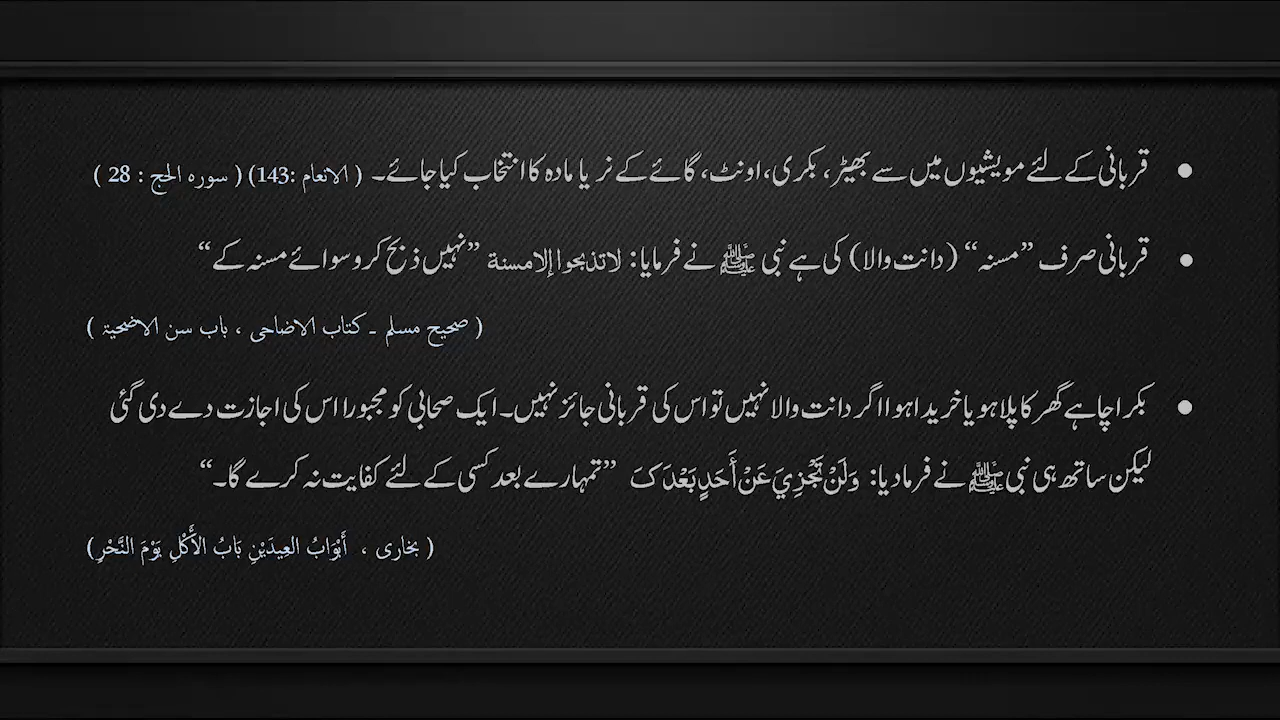 قربانی کے لئے مویشیوں میں سے بھیڑ، بکری، اونٹ، گائے کے نر یا مادہ کا انتخاب کیا جائے۔ ( الانعام :143) ( سورہ الحج : 28 )
قربانی صرف ”مسنہ“ (دانت والا) کی ہے نبی ﷺ نے فرمایا: لا تذبحوا إلا مسنة ”نہیں ذبح کرو سوائے مسنہ کے“
( صحیح مسلم ۔ کتاب الاضاحی ، باب سن الاضحیۃ )
بکرا چاہے گھر کا پلا ہو یا خریدا ہوا اگر دانت والا نہیں تو اس کی قربانی جائز نہیں۔ ایک صحابی کو مجبورا اس کی اجازت دے دی گئی
لیکن ساتھ ہی نبی ﷺ نے فرمادیا: وَلَنْ تَجْزِيَ عَنْ أَحَدٍ بَعْدَکَ ”تمہارے بعد کسی کے لئے کفایت نہ کرے گا۔“
( بخاری ، أَبْوَابُ العِيدَيْنِ بَابُ الأَكْلِ يَوْمَ النَّحْرِ)